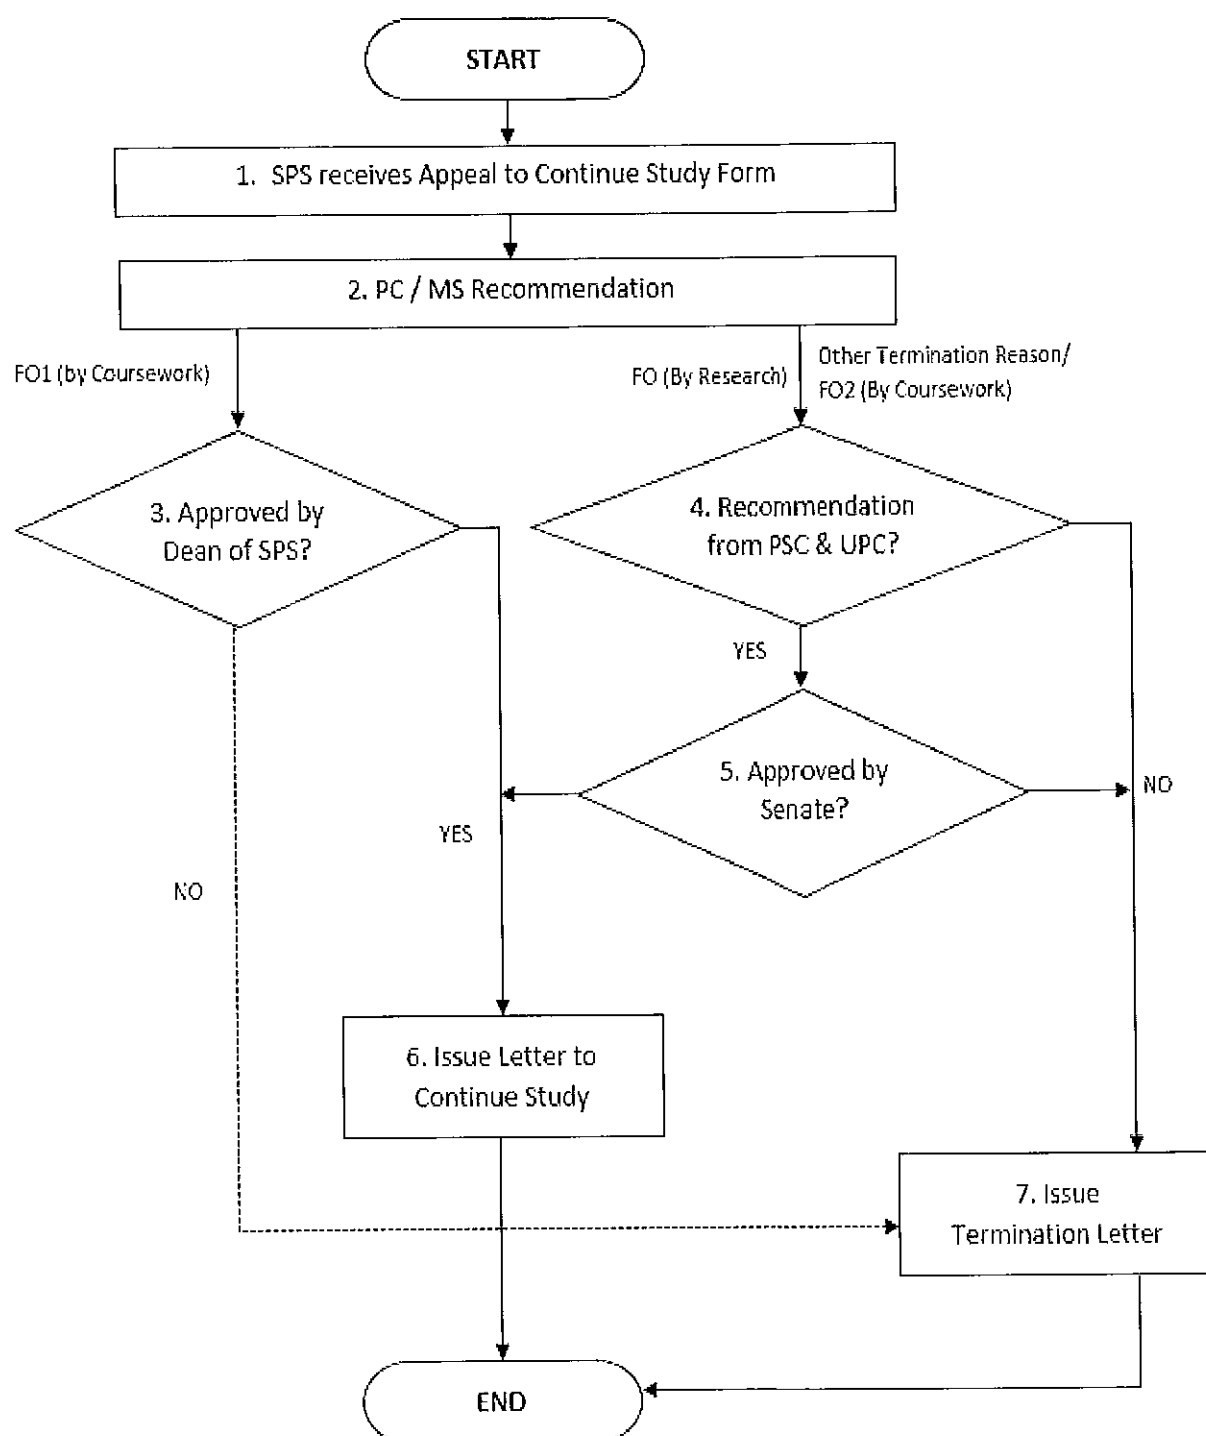 START
1. SPS receives Appeal to Continue Study Form
2. PC / MS Recommendation
FO1 (by Coursework)
FO (By Research)
Other Termination Reason/
FO2 (By Coursework)
3. Approved by
Dean of SPS?
4. Recommendation
from PSC & UPC?
YES
5. Approved by
Senate?
NO
YES
NO
6. Issue Letter to
Continue Study
7. Issue
Termination Letter
END